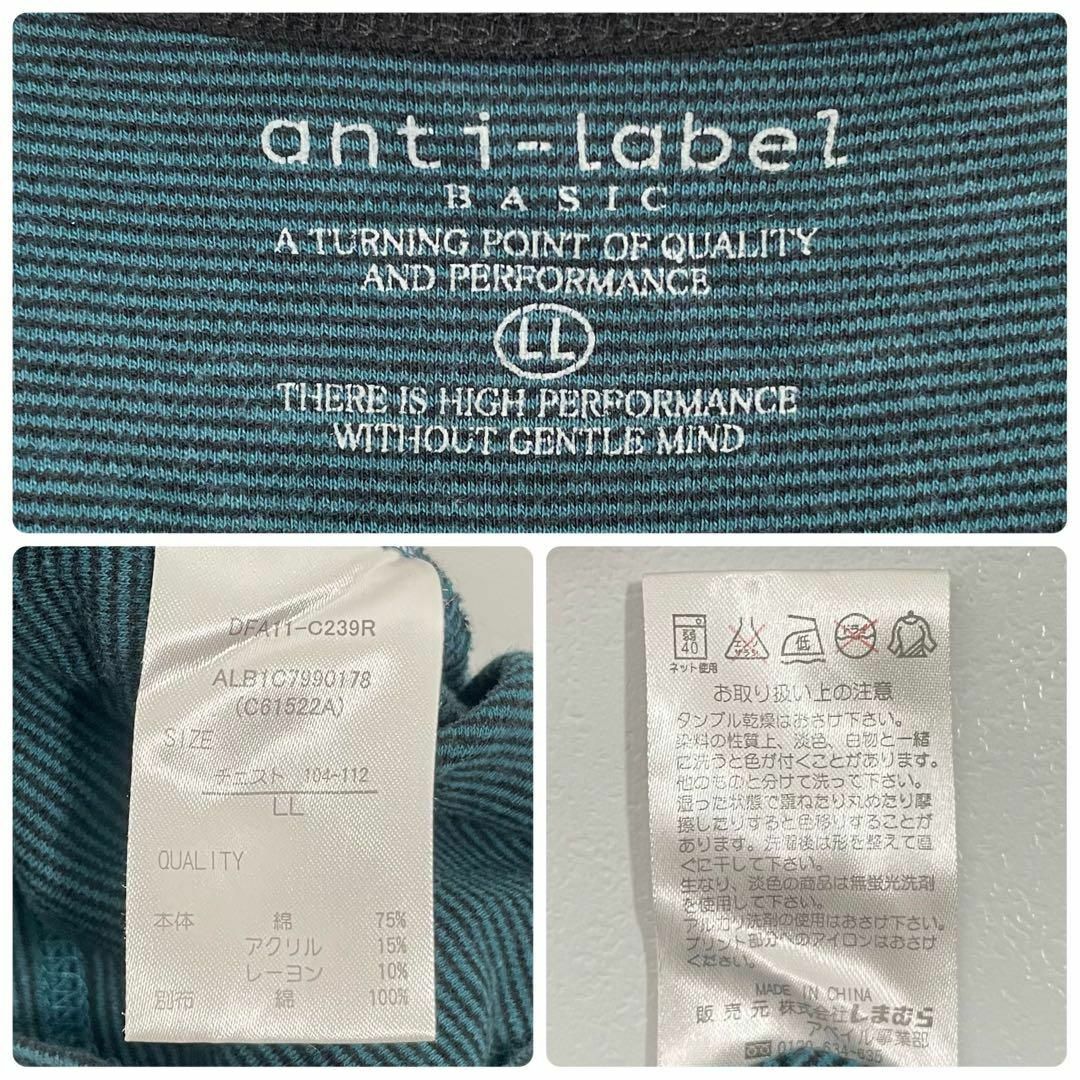 anti-label
BASIC
A TURNING POINT OF QUALITY
AND PERFORMANCE
LL
THERE IS HIGH PERFORMANCE
WITHOUT GENTLE MIND
DFA11-C239R
ALB1C7990178
(C61522A)
SIZE
チェスト 104~112
LL
QUALITY
本体 綿 75%
アクリル 15%
レーヨン 10%
別布 綿 100%
弱
40
エンソ
サラシ
低
ドライ
ネット使用
お取り扱い上の注意
タンブル乾燥はおさけ下さい。
染料の性質上、淡色、白物と一緒
に洗うと色が付くことがあります。
他のものと分けて洗って下さい。
湿った状態で重ねたり丸めたり摩
擦したりすると色移りすることが
あります。洗濯後は形を整えて直
ぐに干して下さい。
生なり、淡色の商品は無蛍光洗剤
を使用して下さい。
アルカリ洗剤の使用はおさけ下さい。
プリント部分へのアイロンはおさけ
ください。
MADE IN CHINA
販売元 株式会社しまむら
アベイル事業部
0120-634-635